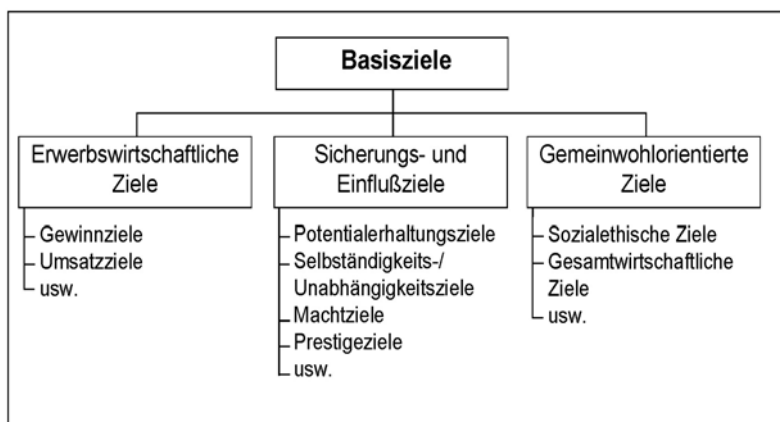 Basisziele
Erwerbswirtschaftliche
Ziele
Gewinnziele
Umsatzziele
usw.
Sicherungs- und
Einflußziele
Potentialerhaltungsziele
Selbständigkeits-/
Unabhängigkeitsziele
Machtziele
Prestigeziele
usw.
Gemeinwohlorientierte
Ziele
Sozialethische Ziele
Gesamtwirtschaftliche
Ziele
usw.